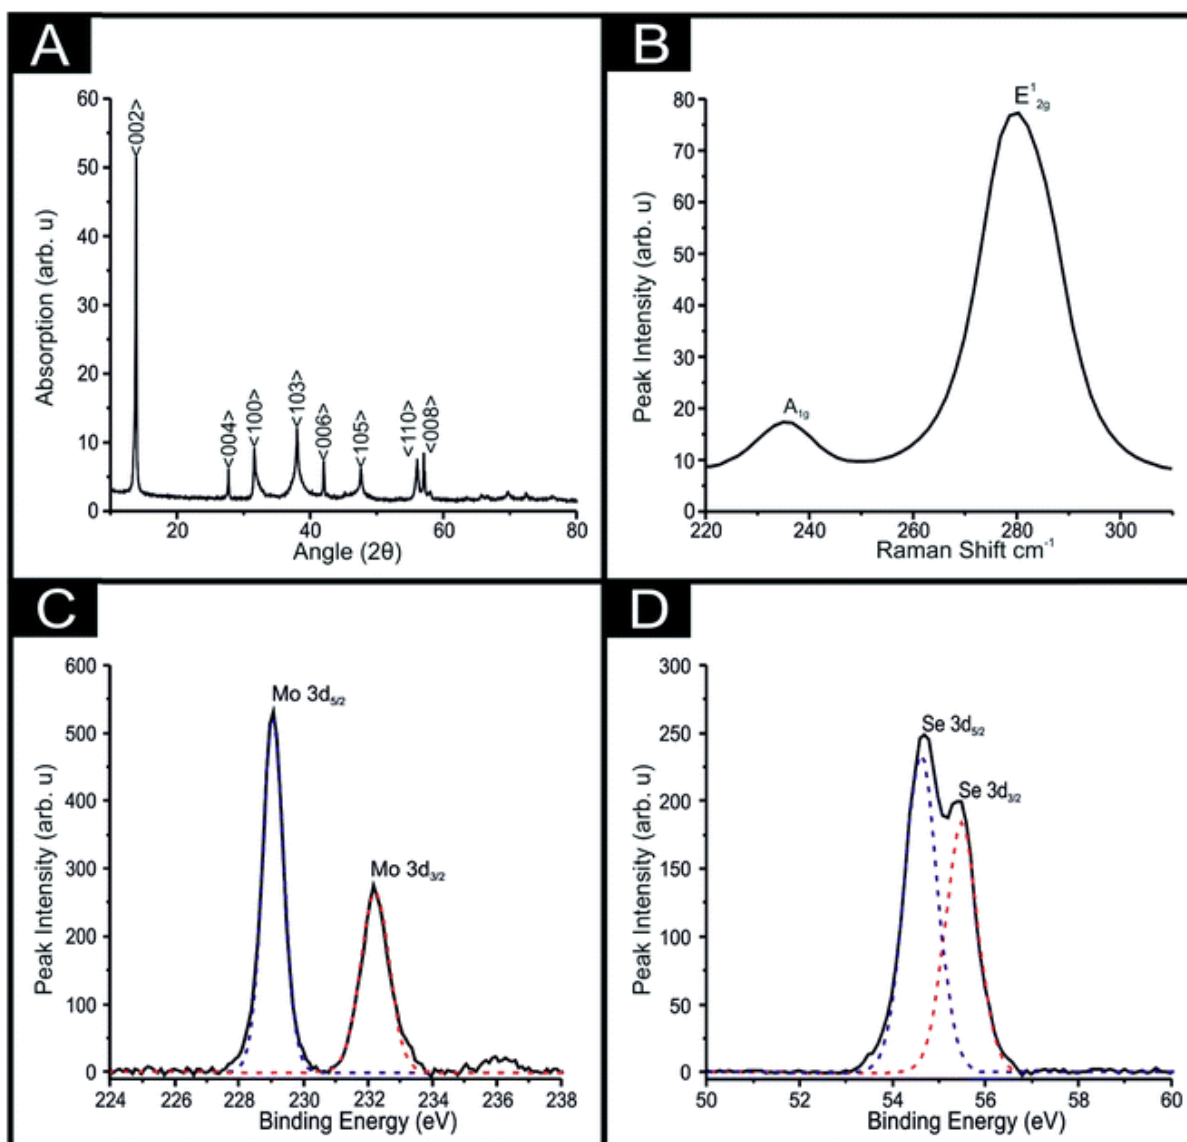 A
Absorption (arb. u)
60
50
40
30
20
10
0
<002>
<004>
<100>
<103>
<006>
<105>
<110>
<008>
20 40 60 80
Angle (2θ)
B
Peak Intensity (arb. u)
80
70
60
50
40
30
20
10
0
A1g
E¹2g
220 240 260 280 300
Raman Shift cm⁻¹
C
Peak Intensity (arb. u)
600
500
400
300
200
100
0
Mo 3d5/2
Mo 3d3/2
224 226 228 230 232 234 236 238
Binding Energy (eV)
D
Peak Intensity (arb. u)
300
250
200
150
100
50
0
Se 3d5/2
Se 3d3/2
50 52 54 56 58 60
Binding Energy (eV)